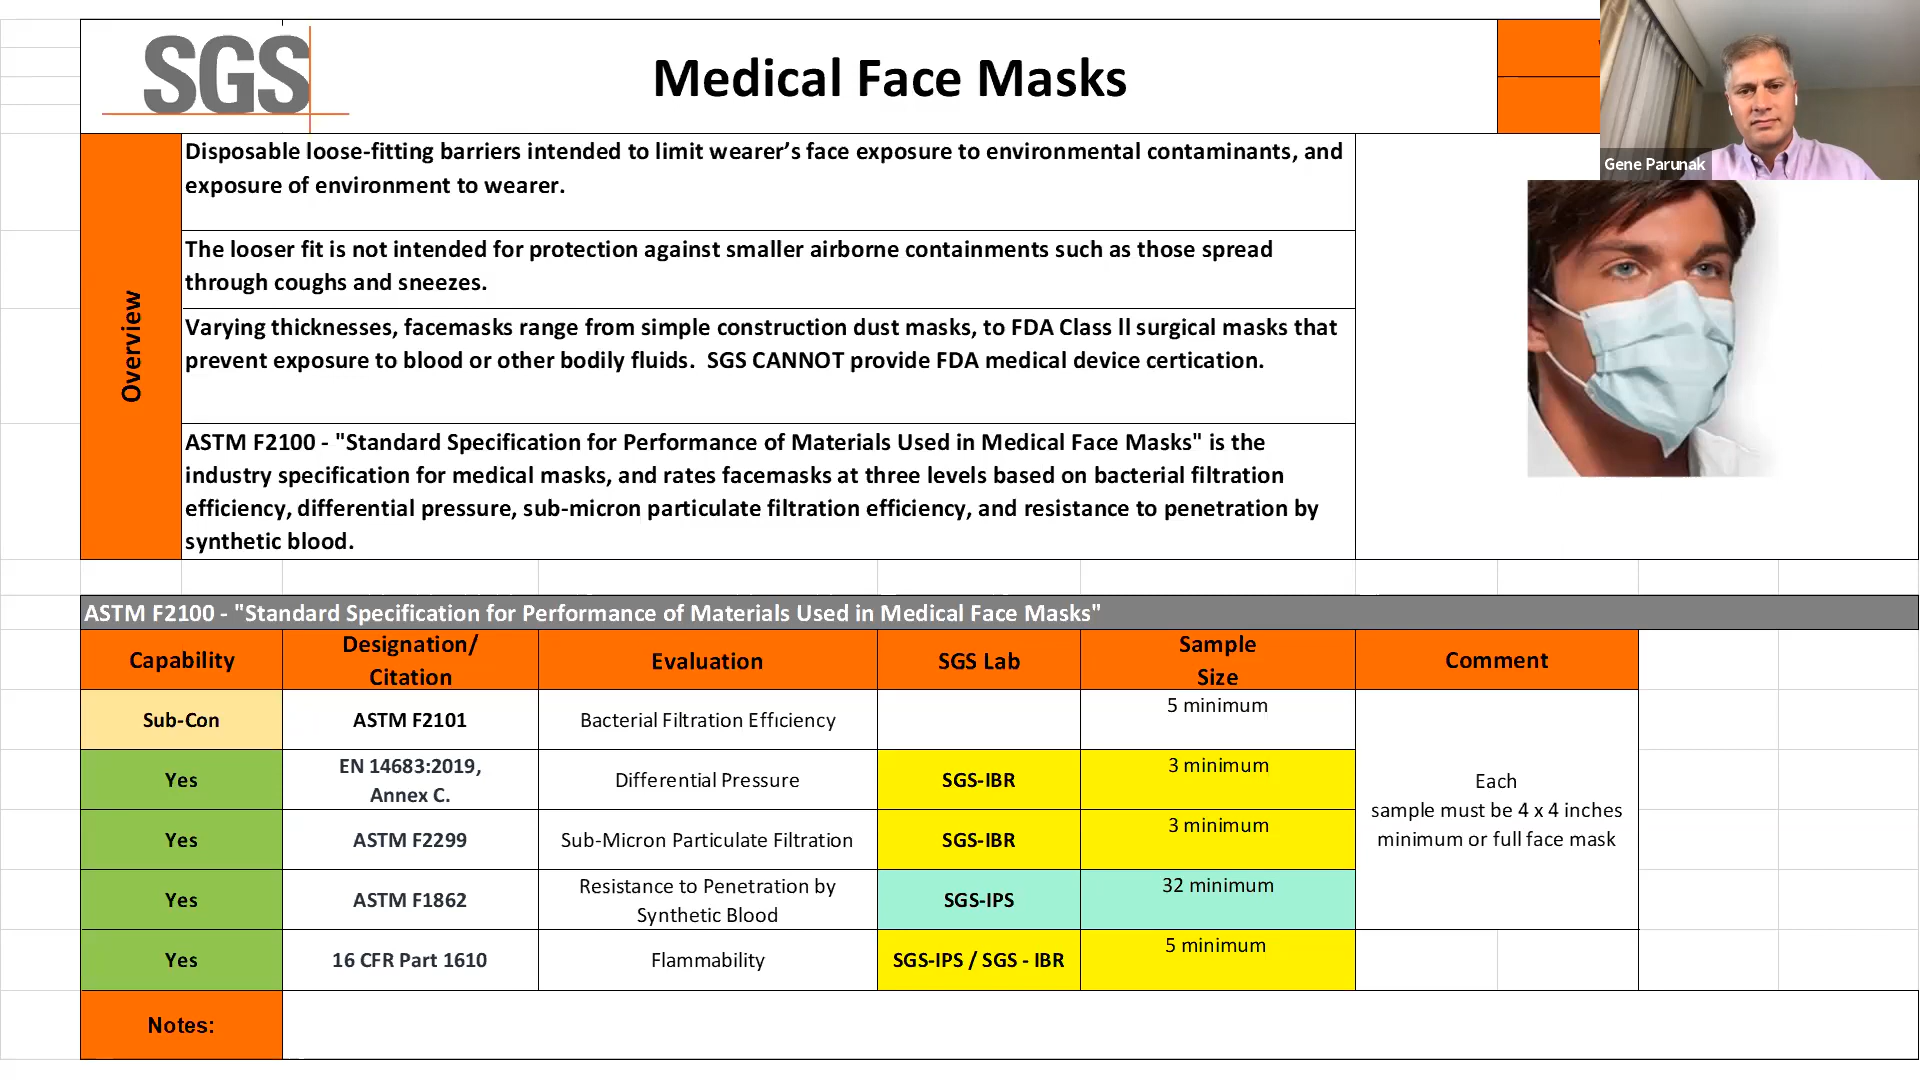 SGS
Medical Face Masks
Gene Parunak
Overview
Disposable loose-fitting barriers intended to limit wearer’s face exposure to environmental contaminants, and
exposure of environment to wearer.
The looser fit is not intended for protection against smaller airborne containments such as those spread
through coughs and sneezes.
Varying thicknesses, facemasks range from simple construction dust masks, to FDA Class ll surgical masks that
prevent exposure to blood or other bodily fluids.  SGS CANNOT provide FDA medical device certication.
ASTM F2100 - "Standard Specification for Performance of Materials Used in Medical Face Masks" is the
industry specification for medical masks, and rates facemasks at three levels based on bacterial filtration
efficiency, differential pressure, sub-micron particulate filtration efficiency, and resistance to penetration by
synthetic blood.
ASTM F2100 - "Standard Specification for Performance of Materials Used in Medical Face Masks"
Capability
Designation/
Citation
Evaluation
SGS Lab
Sample
Size
Comment
Sub-Con
ASTM F2101
Bacterial Filtration Efficiency
5 minimum
Yes
EN 14683:2019,
Annex C.
Differential Pressure
SGS-IBR
3 minimum
Yes
ASTM F2299
Sub-Micron Particulate Filtration
SGS-IBR
3 minimum
Yes
ASTM F1862
Resistance to Penetration by
Synthetic Blood
SGS-IPS
32 minimum
Each
sample must be 4 x 4 inches
minimum or full face mask
Yes
16 CFR Part 1610
Flammability
SGS-IPS / SGS - IBR
5 minimum
Notes: